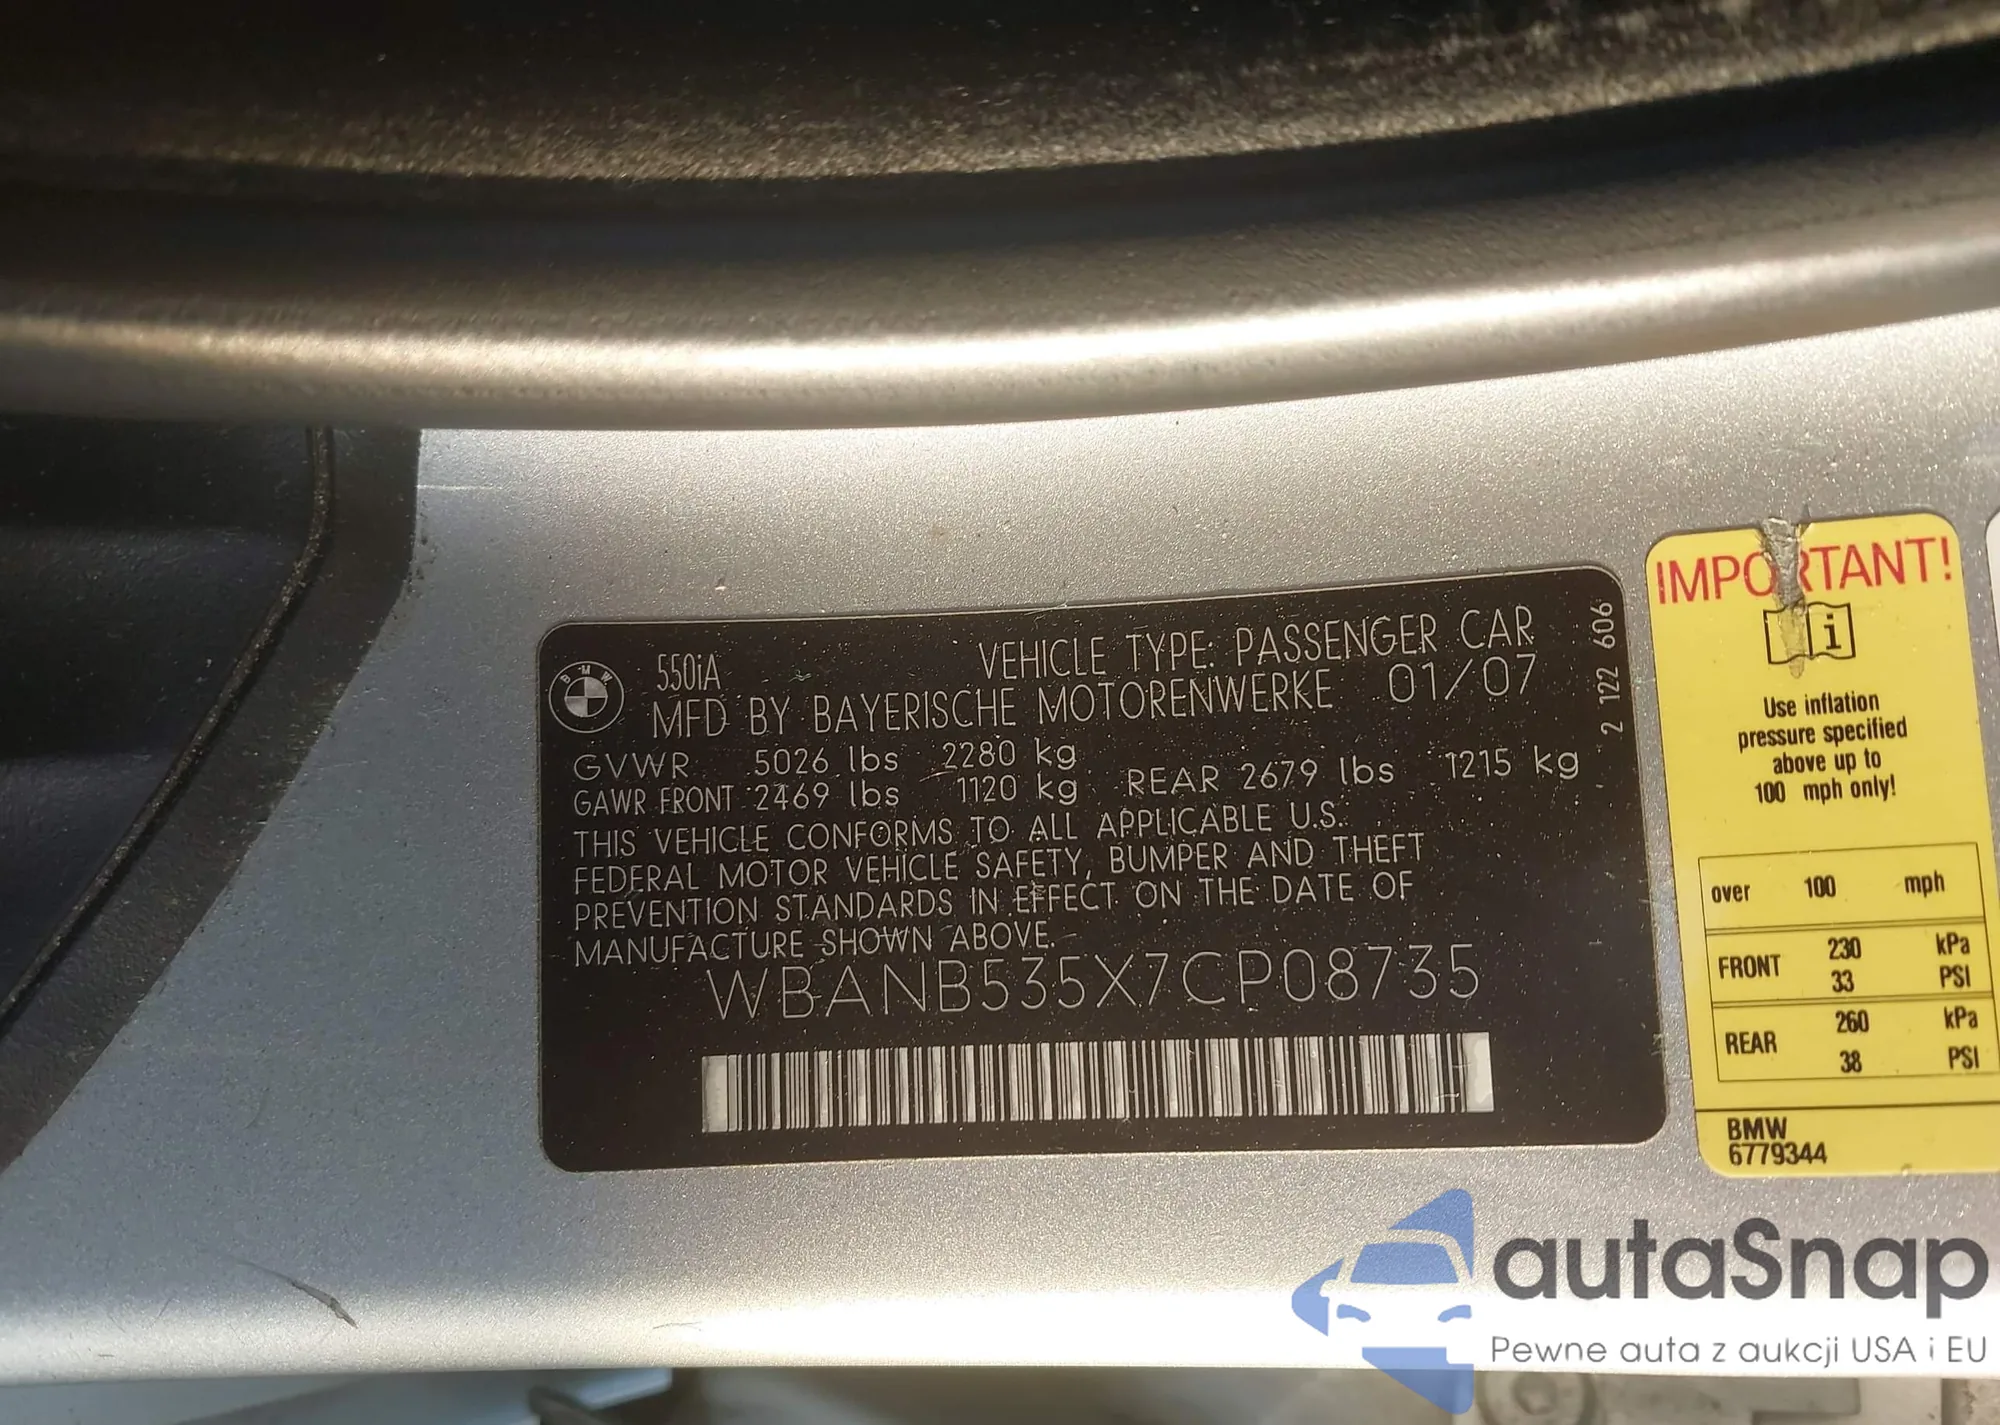 BMW
550iA
VEHICLE TYPE: PASSENGER CAR
MFD BY BAYERISCHE MOTORENWERKE 01/07
GVWR 5026 lbs 2280 kg
GAWR FRONT 2469 lbs 1120 kg REAR 2679 lbs 1215 kg
THIS VEHICLE CONFORMS TO ALL APPLICABLE U.S.
FEDERAL MOTOR VEHICLE SAFETY, BUMPER AND THEFT
PREVENTION STANDARDS IN EFFECT ON THE DATE OF
MANUFACTURE SHOWN ABOVE.
WBANB535X7CP08735
2 122 606
IMPORTANT!
i
Use inflation
pressure specified
above up to
100 mph only!
over 100 mph
FRONT 230 kPa
33 PSI
REAR 260 kPa
38 PSI
BMW
6779344
autaSnap
Pewne auta z aukcji USA i EU